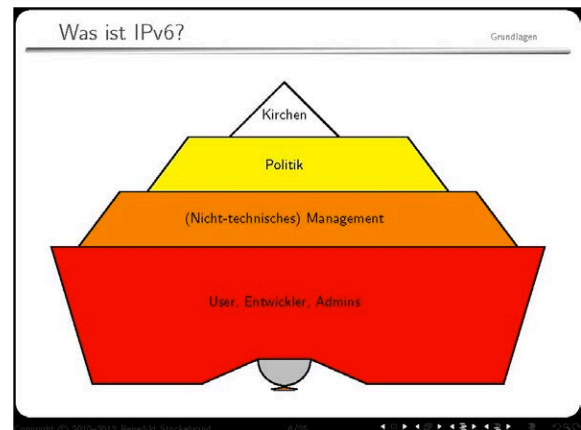 Was ist IPv6?
Grundlagen
Kirchen
Politik
(Nicht-technisches) Management
User, Entwickler, Admins